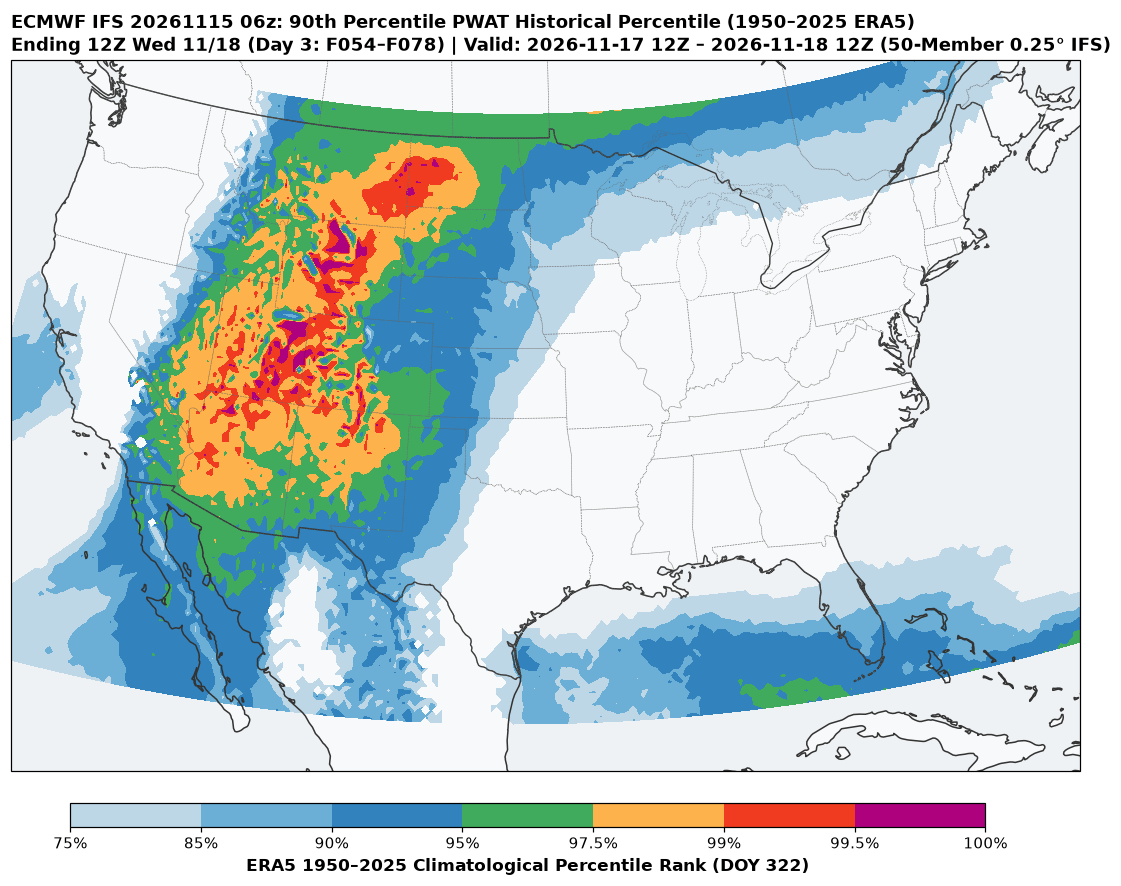 ECMWF IFS 20261115 06z: 90th Percentile PWAT Historical Percentile (1950–2025 ERA5)
Ending 12Z Wed 11/18 (Day 3: F054–F078) | Valid: 2026-11-17 12Z – 2026-11-18 12Z (50-Member 0.25° IFS)
75% 85% 90% 95% 97.5% 99% 99.5% 100%
ERA5 1950–2025 Climatological Percentile Rank (DOY 322)